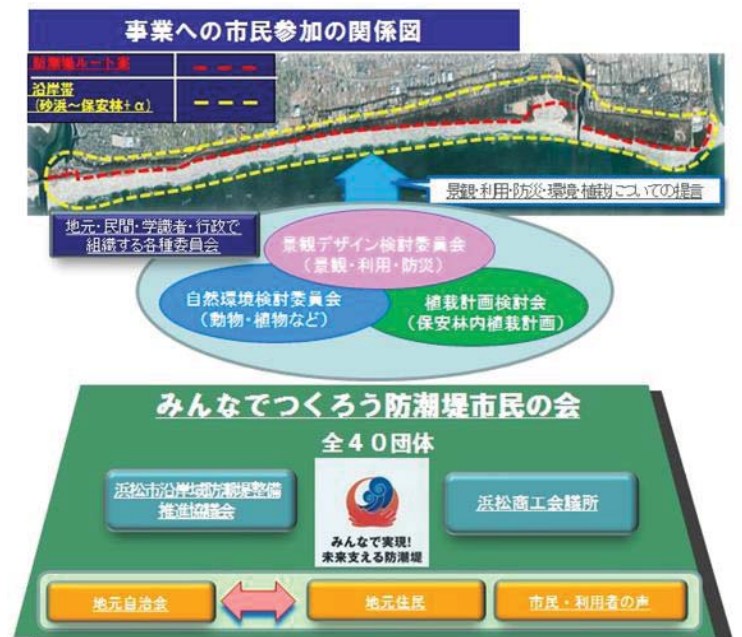 事業への市民参加の関係図
防潮堤ルート案
沿岸帯
(砂浜～保安林+α)
景観・利用・防災・環境・植栽についての提言
地元・民間・学識者・行政で
組織する各種委員会
景観デザイン検討委員会
(景観・利用・防災)
自然環境検討委員会
(動物・植物など)
植栽計画検討会
(保安林内植栽計画)
みんなでつくろう防潮堤市民の会
全40団体
浜松市沿岸域防潮堤整備
推進協議会
浜松商工会議所
みんなで実現!
未来支える防潮堤
地元自治会
地元住民
市民・利用者の声